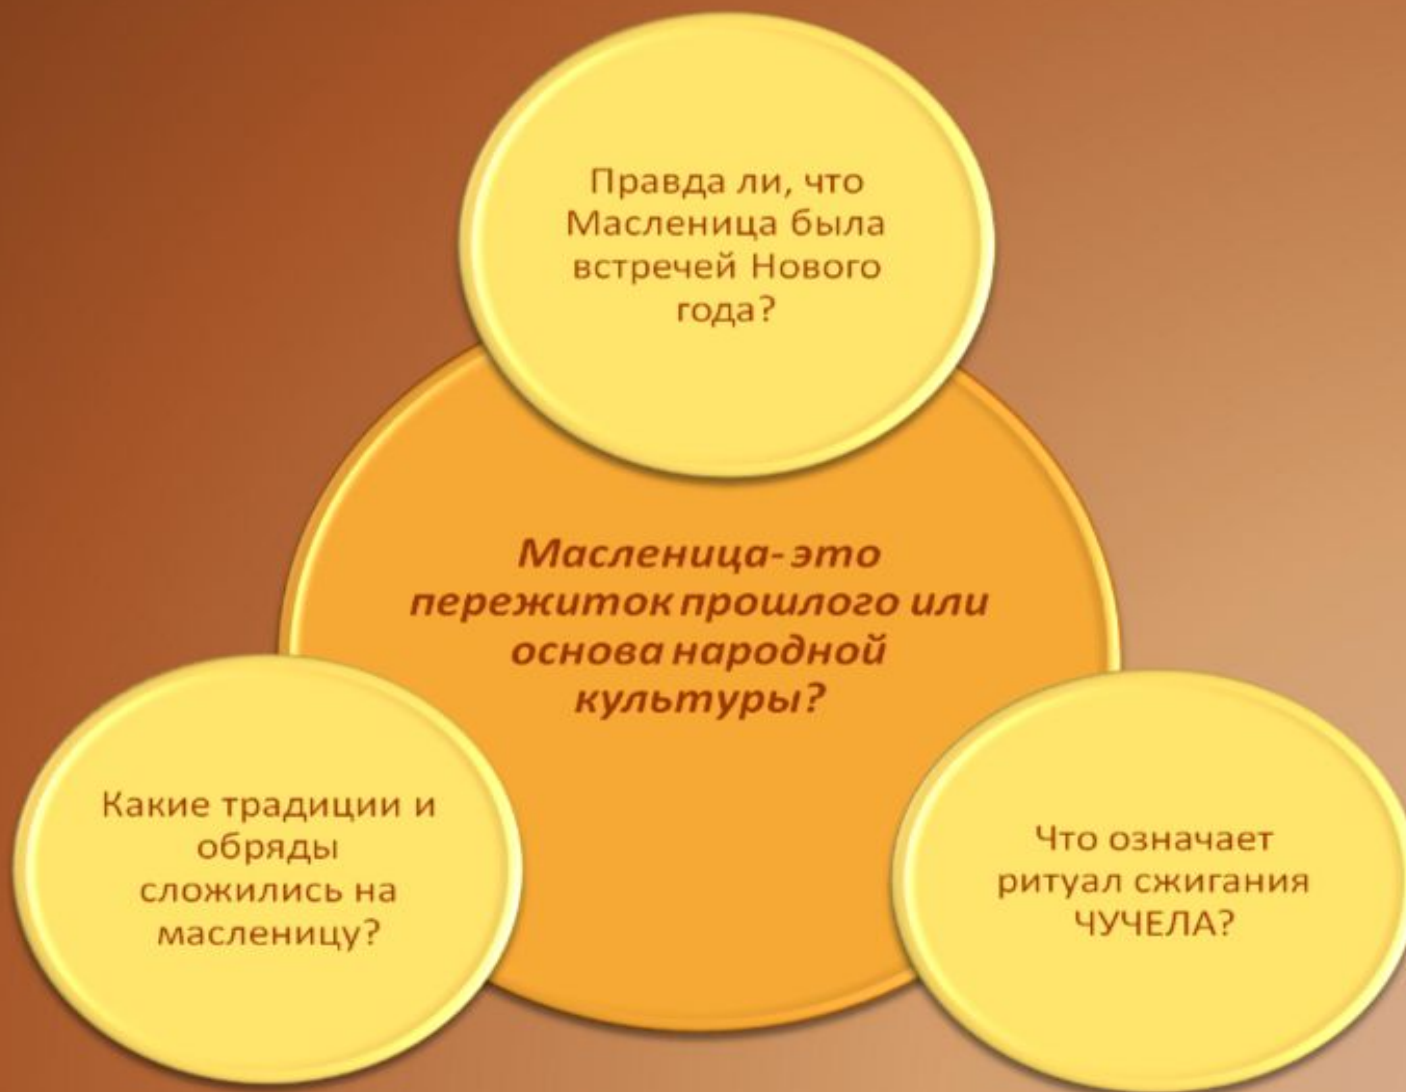 Правда ли, что
Масленица была
встречей Нового
года?
Масленица- это
пережиток прошлого или
основа народной
культуры?
Какие традиции и
обряды
сложились на
масленицу?
Что означает
ритуал сжигания
ЧУЧЕЛА?